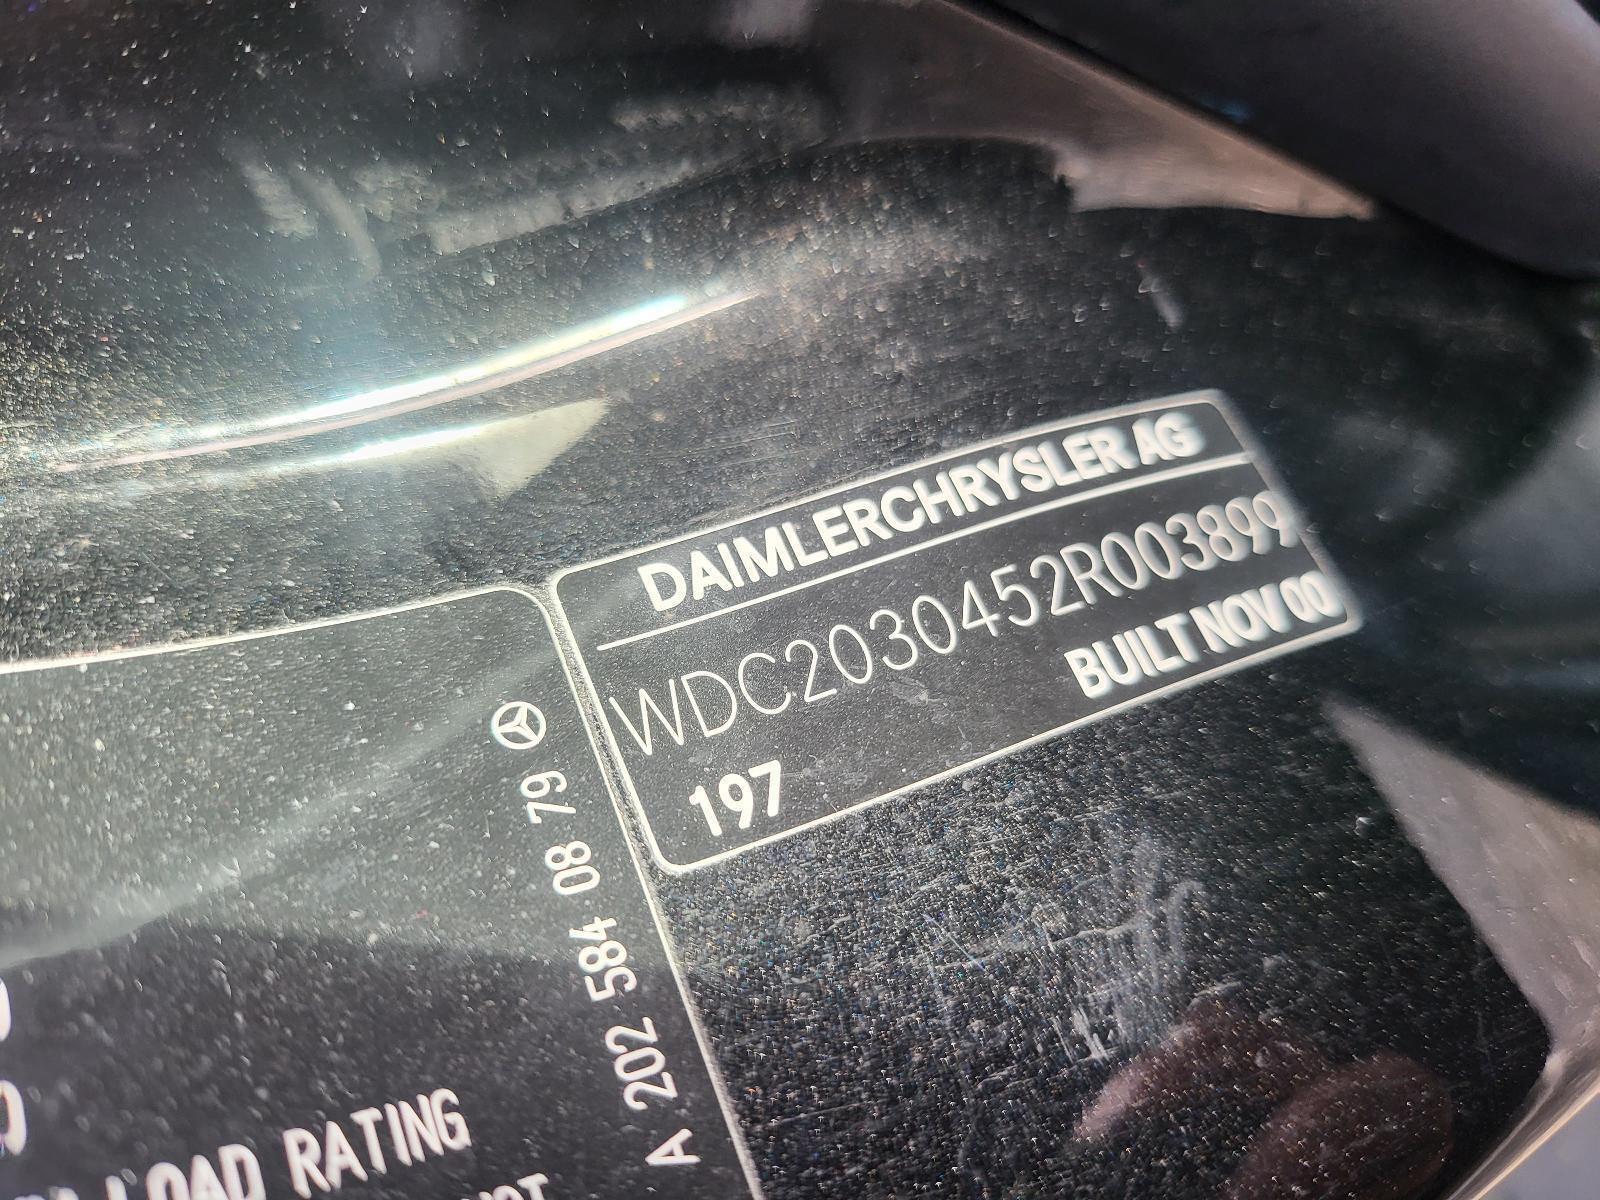 DAIMLERCHRYSLER AG
WDC2030452R003899
BUILT NOV 00
197
A 202 584 08 79
LOAD RATING